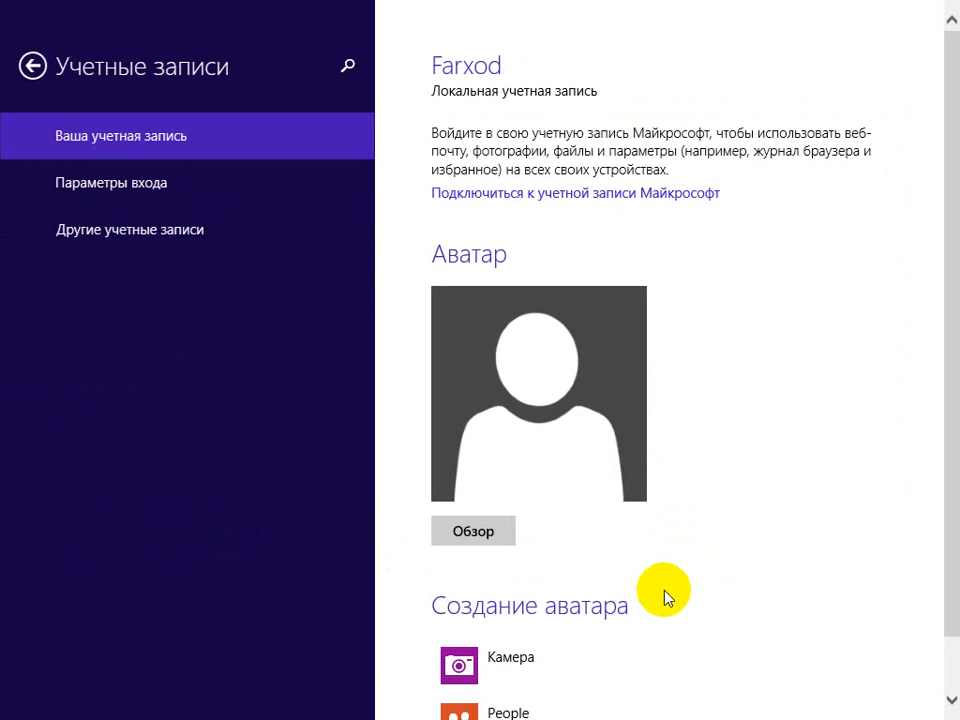 Учетные записи
Ваша учетная запись
Параметры входа
Другие учетные записи
Farxod
Локальная учетная запись
Войдите в свою учетную запись Майкрософт, чтобы использовать веб-
почту, фотографии, файлы и параметры (например, журнал браузера и
избранное) на всех своих устройствах.
Подключиться к учетной записи Майкрософт
Аватар
Обзор
Создание аватара
Камера
People